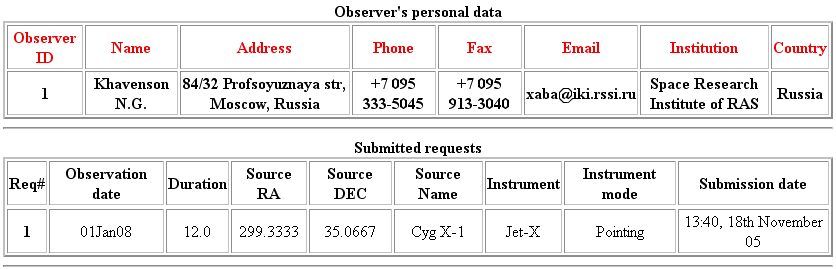 Observer's personal data
Observer ID Name Address Phone Fax Email Institution Country
1 Khavenson N.G. 84/32 Profsoyuznaya str, Moscow, Russia +7 095 333-5045 +7 095 913-3040 xaba@iki.rssi.ru Space Research Institute of RAS Russia
Submitted requests
Req# Observation date Duration Source RA Source DEC Source Name Instrument Instrument mode Submission date
1 01Jan08 12.0 299.3333 35.0667 Cyg X-1 Jet-X Pointing 13:40, 18th November 05